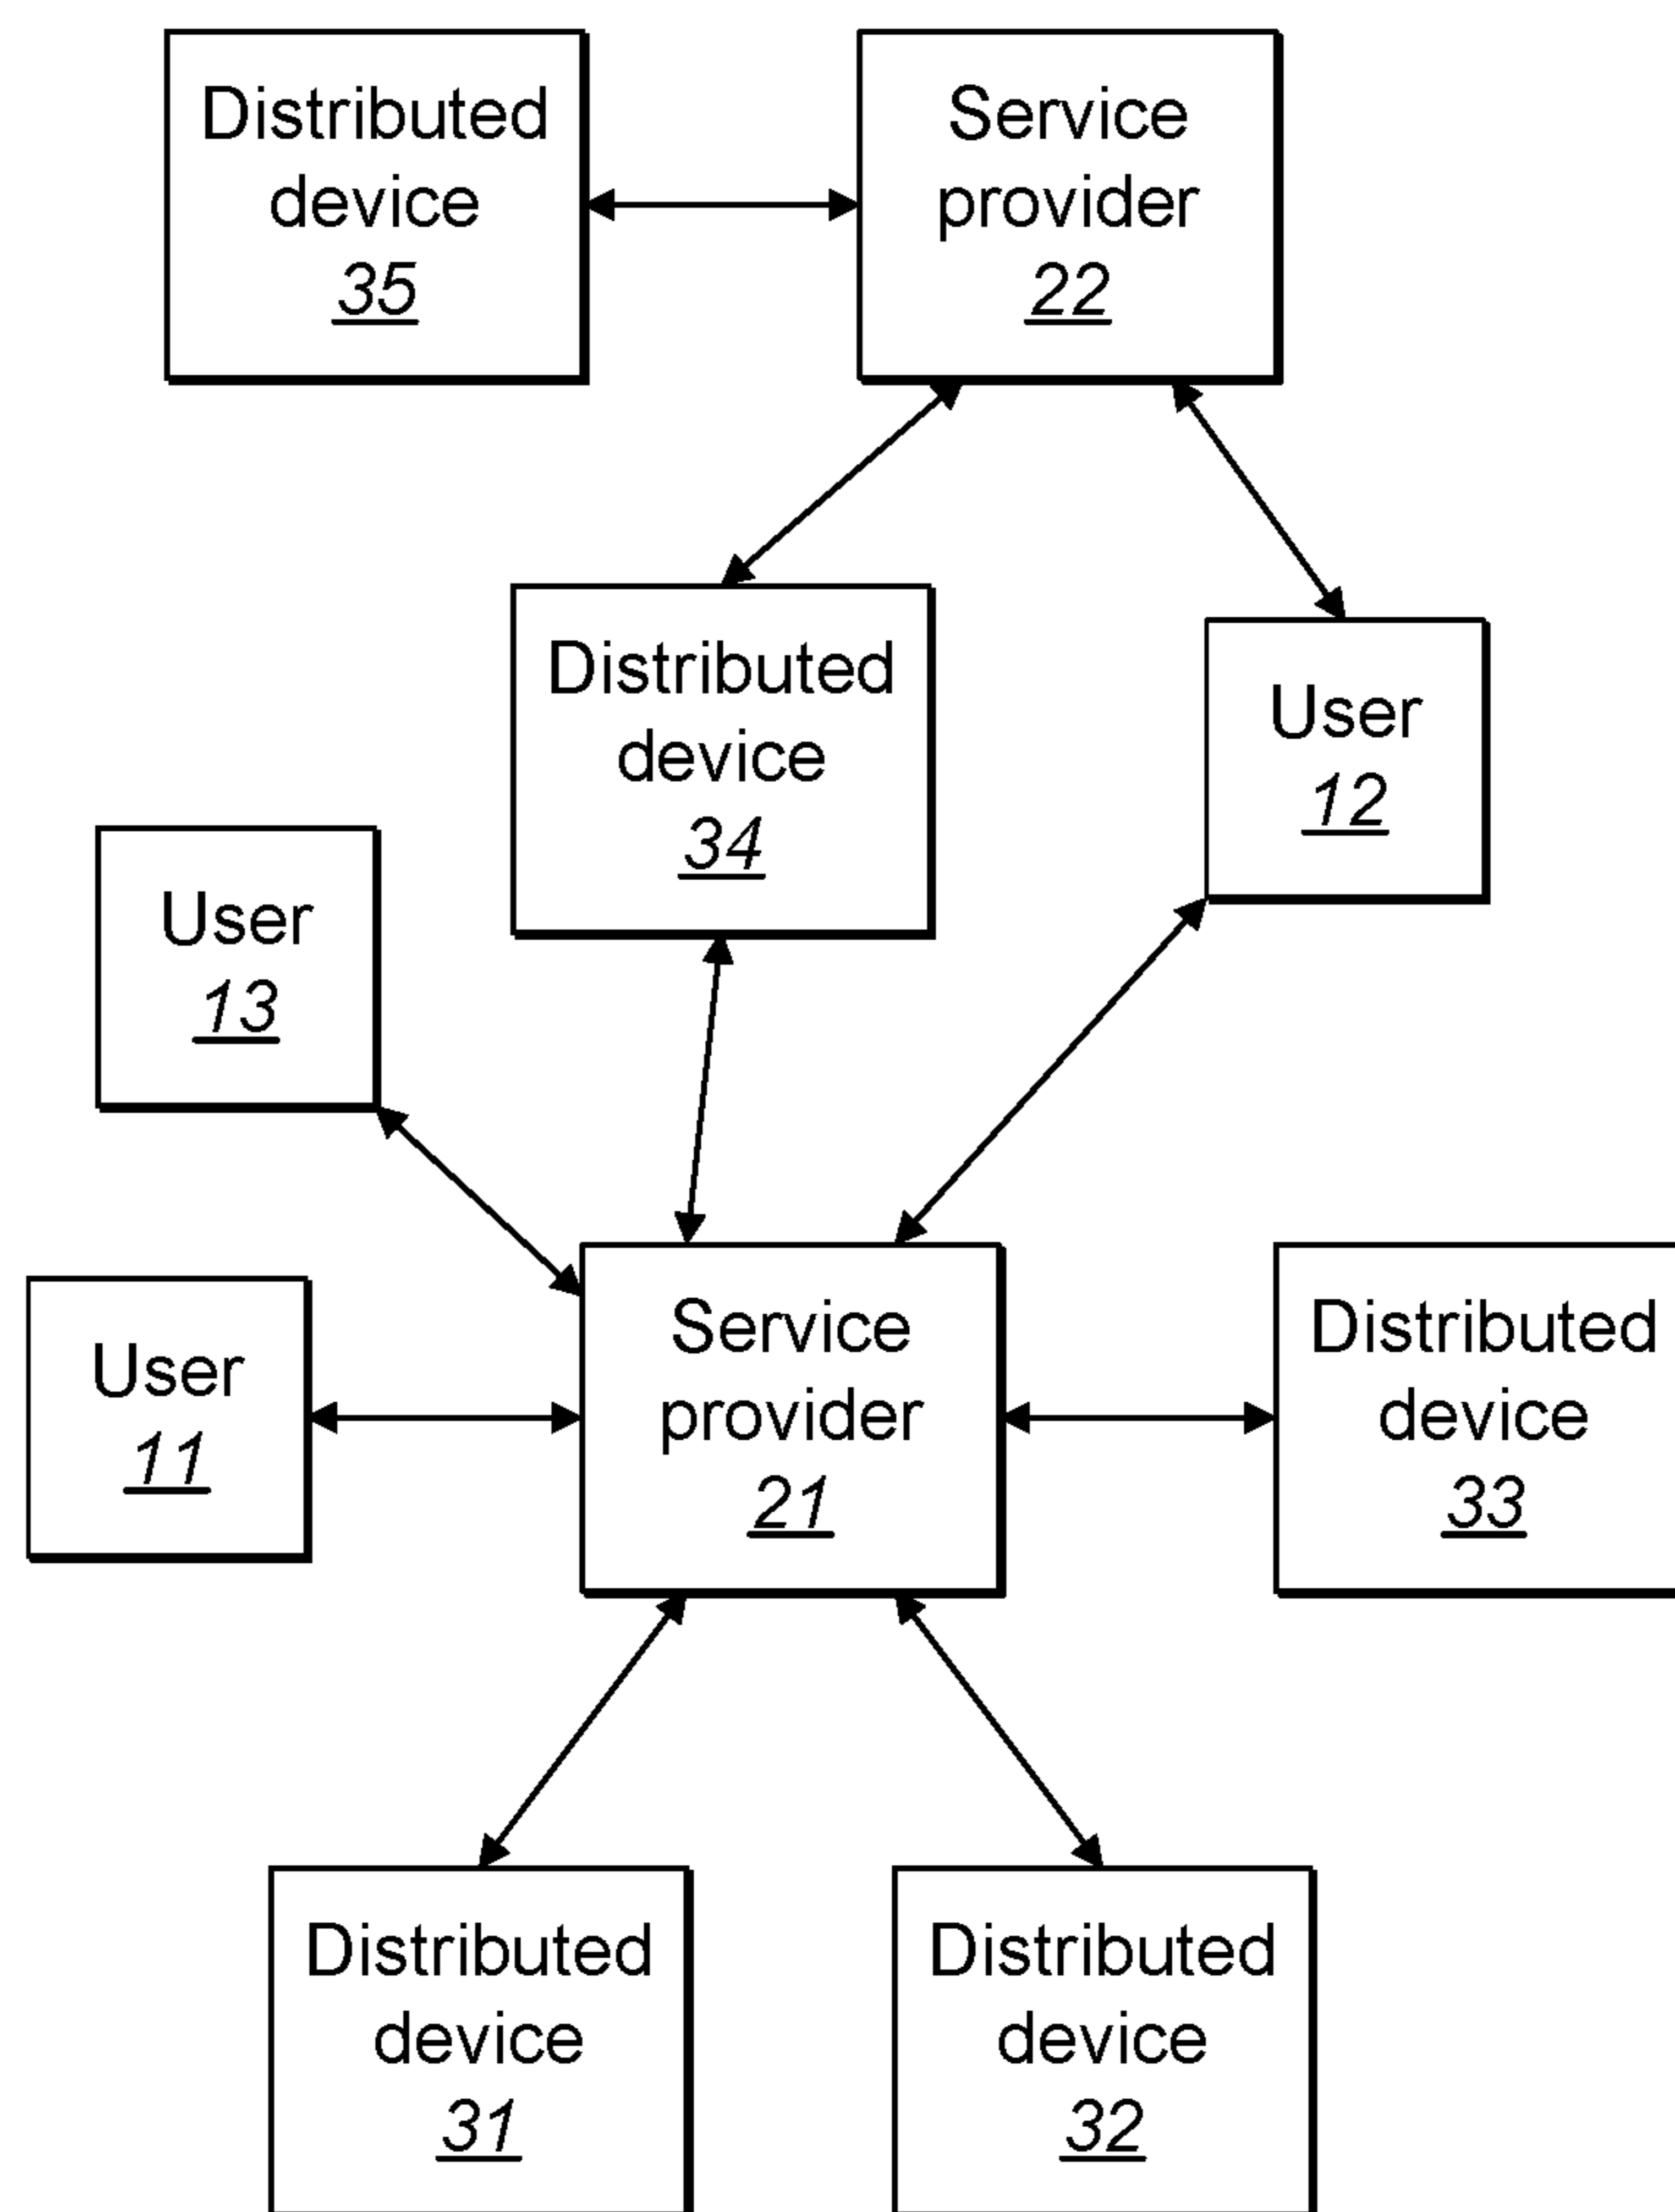 Distributed
device
35
Service
provider
22
Distributed
device
34
User
12
User
13
User
11
Service
provider
21
Distributed
device
33
Distributed
device
31
Distributed
device
32